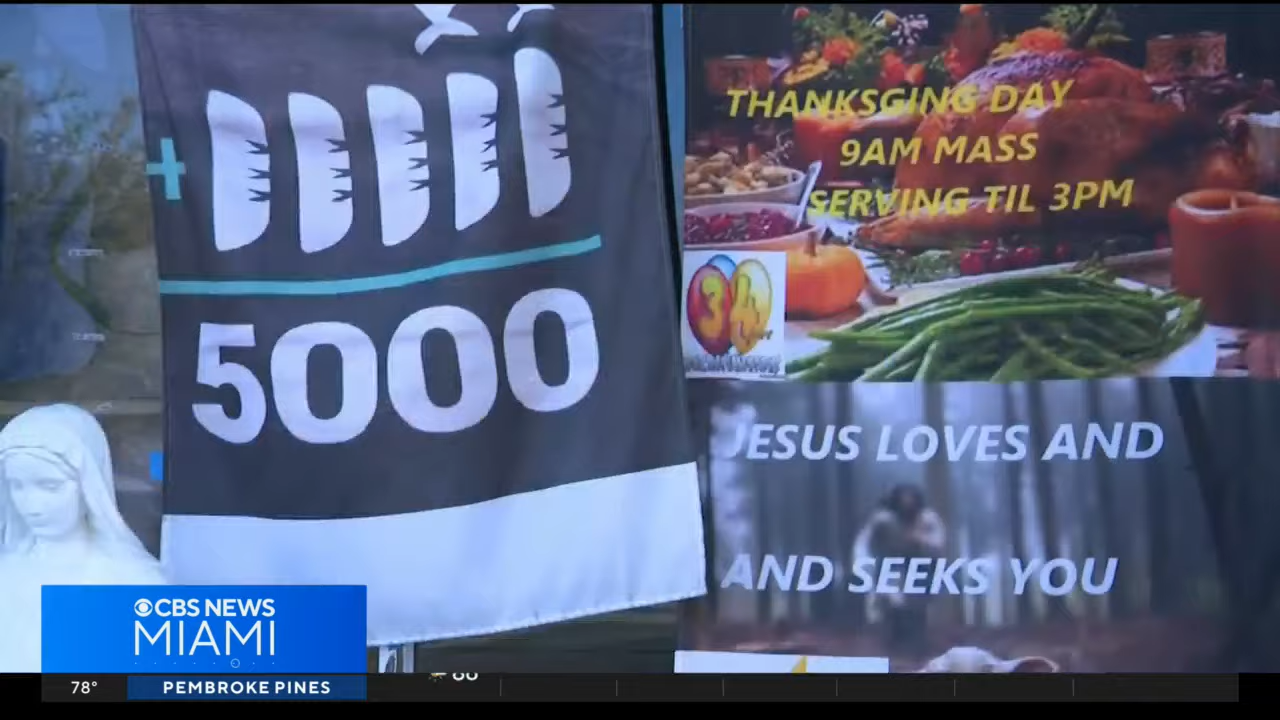 +
5000
THANKSGING DAY
9AM MASS
SERVING TIL 3PM
34
JESUS LOVES AND
AND SEEKS YOU
CBS NEWS
MIAMI
78°
PEMBROKE PINES